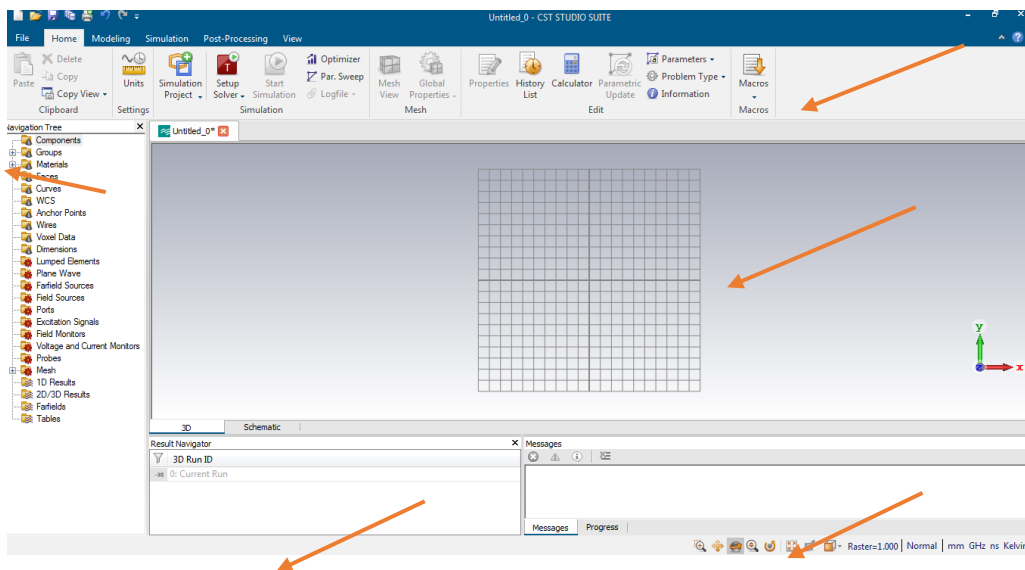 Untitled_0 - CST STUDIO SUITE
File Home Modeling Simulation Post-Processing View
Paste
Delete
Copy
Copy View
Clipboard
Units
Settings
Simulation Project
Setup Solver
Start Simulation
Optimizer
Par. Sweep
Logfile
Simulation
Mesh View
Global Properties
Mesh
Properties
History List
Calculator
Parametric Update
Parameters
Problem Type
Information
Edit
Macros
Macros
Navigation Tree
Untitled_0*
Components
Groups
Materials
Faces
Curves
WCS
Anchor Points
Wires
Voxel Data
Dimensions
Lumped Elements
Plane Wave
Farfield Sources
Field Sources
Ports
Excitation Signals
Field Monitors
Voltage and Current Monitors
Probes
Mesh
1D Results
2D/3D Results
Farfields
Tables
y
z
x
3D Schematic
Result Navigator
3D Run ID
0: Current Run
Messages
Messages Progress
Raster=1.000 Normal mm GHz ns Kelvin